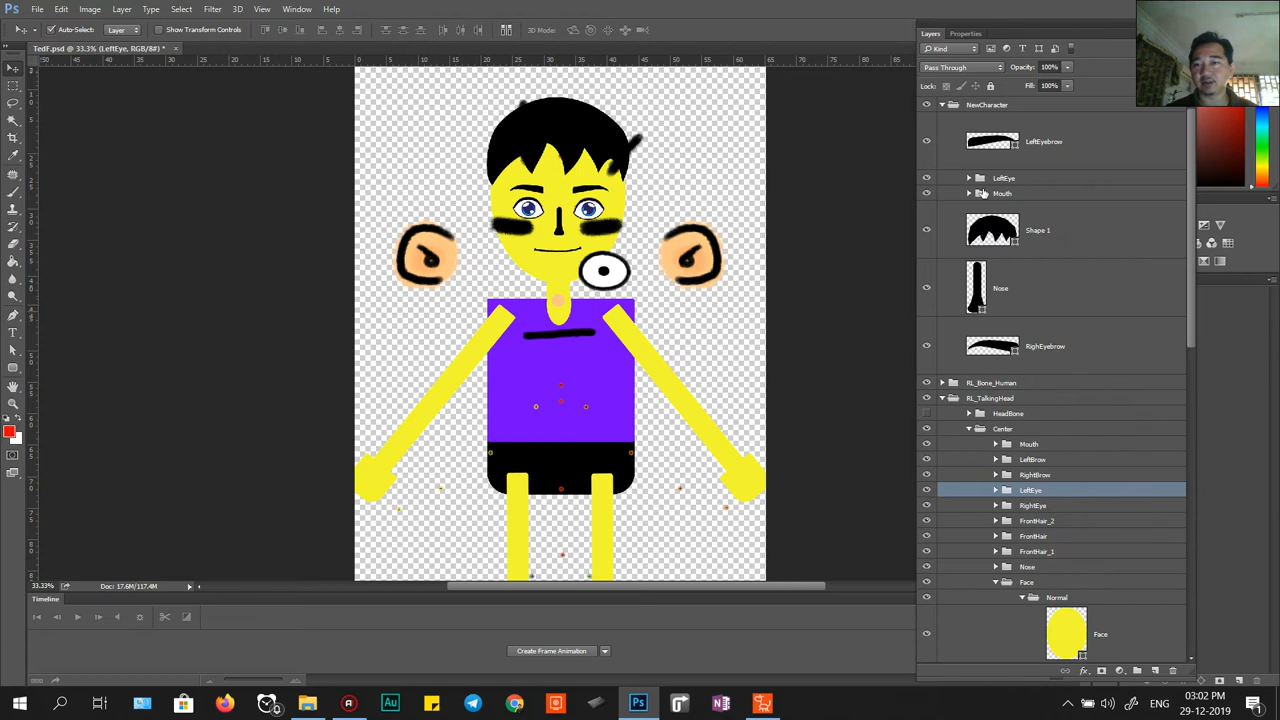 Ps File Edit Image Layer Type Select Filter 3D View Window Help
Auto-Select: Layer Show Transform Controls 3D Mode:
TedF.psd @ 33.3% (LeftEye, RGB/8#) * ×
Layers Properties
Kind
Pass Through Opacity: 100%
Lock: Fill: 100%
NewCharacter
LeftEyebrow
LeftEye
Mouth
Shape 1
Nose
RighEyebrow
RL_Bone_Human
RL_TalkingHead
HeadBone
Center
Mouth
LeftBrow
RightBrow
LeftEye
RightEye
FrontHair_2
FrontHair
FrontHair_1
Nose
Face
Normal
Face
33.33% Doc: 17.6M/117.4M
Timeline
Create Frame Animation
fx
Au Ps N ENG 03:02 PM
29-12-2019